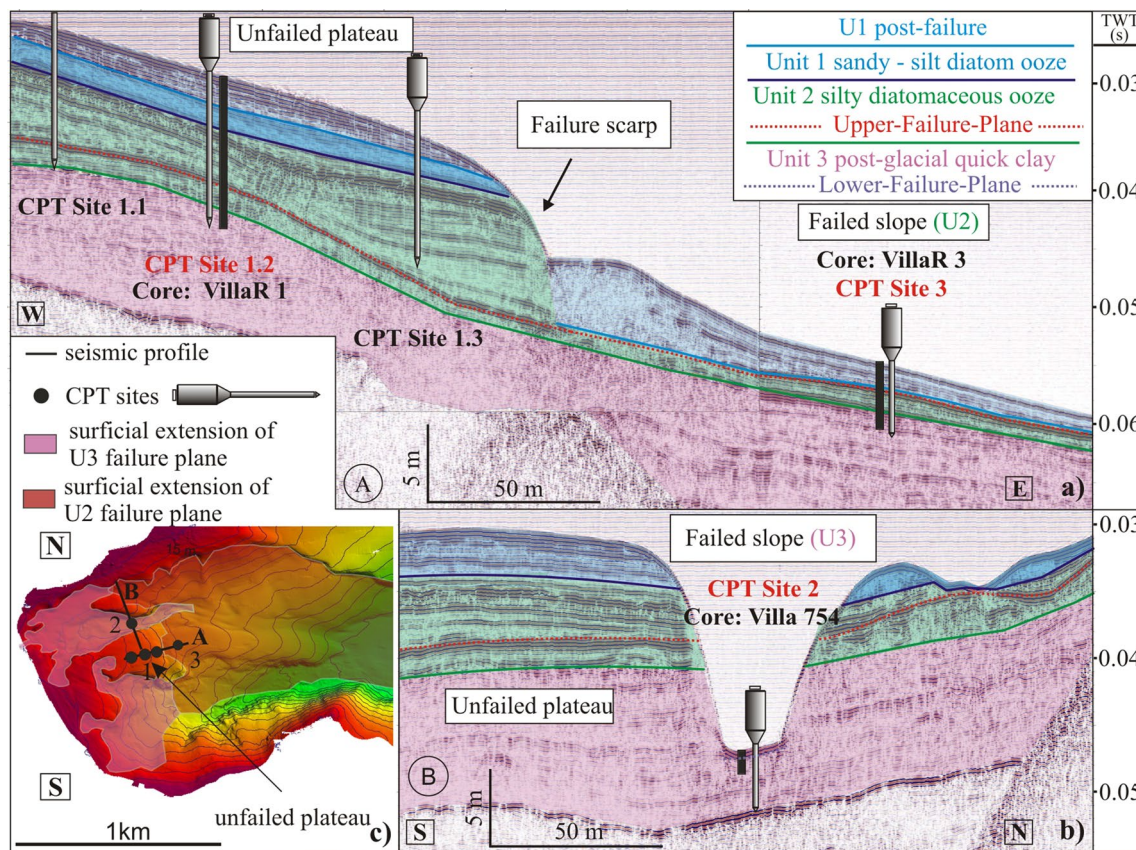 Unfailed plateau
U1 post-failure
Unit 1 sandy - silt diatom ooze
Unit 2 silty diatomaceous ooze
Upper-Failure-Plane
Unit 3 post-glacial quick clay
Lower-Failure-Plane
TWT
(s)
0.03
0.04
0.05
0.06
Failure scarp
CPT Site 1.1
CPT Site 1.2
Core: VillaR 1
CPT Site 1.3
Failed slope (U2)
Core: VillaR 3
CPT Site 3
W
E
a)
A
5 m
50 m
seismic profile
CPT sites
surficial extension of
U3 failure plane
surficial extension of
U2 failure plane
N
15 m
B
2
A
1
3
S
unfailed plateau
1km
c)
Failed slope (U3)
CPT Site 2
Core: Villa 754
Unfailed plateau
B
S
5 m
50 m
N
b)
0.03
0.04
0.05